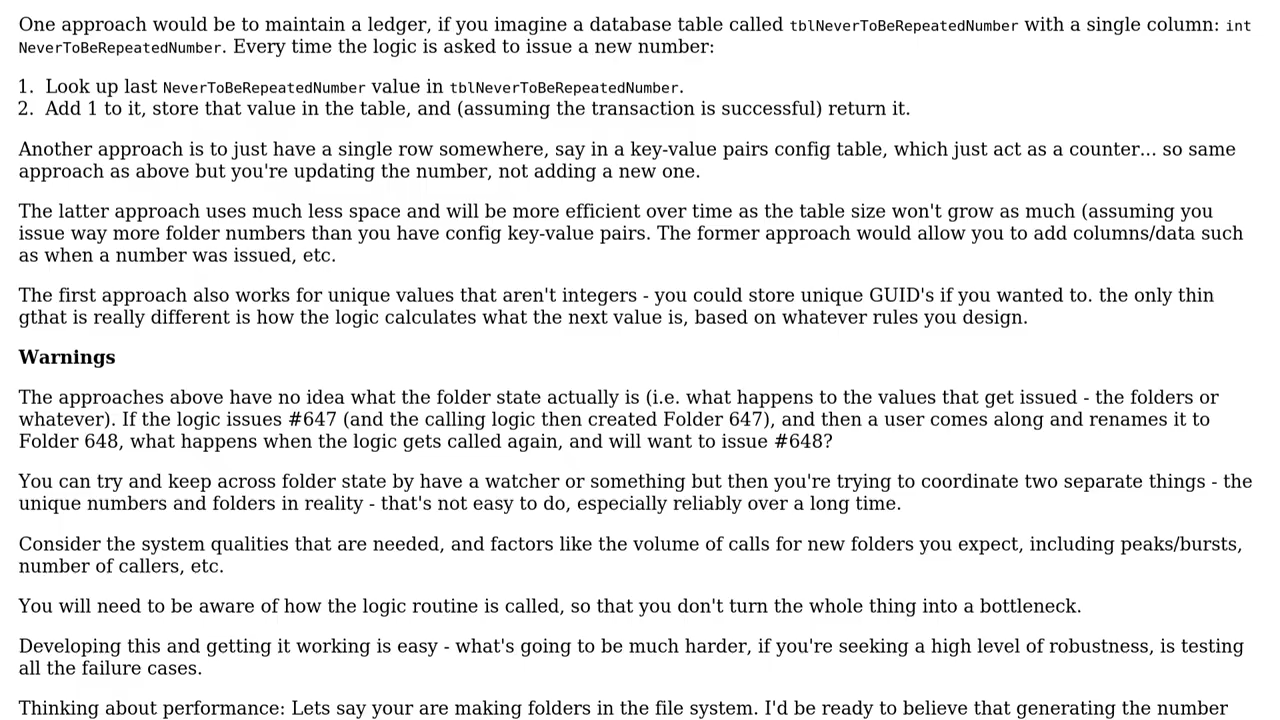 One approach would be to maintain a ledger, if you imagine a database table called tblNeverToBeRepeatedNumber with a single column: int
NeverToBeRepeatedNumber. Every time the logic is asked to issue a new number:
1. Look up last NeverToBeRepeatedNumber value in tblNeverToBeRepeatedNumber.
2. Add 1 to it, store that value in the table, and (assuming the transaction is successful) return it.
Another approach is to just have a single row somewhere, say in a key-value pairs config table, which just act as a counter... so same
approach as above but you're updating the number, not adding a new one.
The latter approach uses much less space and will be more efficient over time as the table size won't grow as much (assuming you
issue way more folder numbers than you have config key-value pairs. The former approach would allow you to add columns/data such
as when a number was issued, etc.
The first approach also works for unique values that aren't integers - you could store unique GUID's if you wanted to. the only thin
gthat is really different is how the logic calculates what the next value is, based on whatever rules you design.
Warnings
The approaches above have no idea what the folder state actually is (i.e. what happens to the values that get issued - the folders or
whatever). If the logic issues #647 (and the calling logic then created Folder 647), and then a user comes along and renames it to
Folder 648, what happens when the logic gets called again, and will want to issue #648?
You can try and keep across folder state by have a watcher or something but then you're trying to coordinate two separate things - the
unique numbers and folders in reality - that's not easy to do, especially reliably over a long time.
Consider the system qualities that are needed, and factors like the volume of calls for new folders you expect, including peaks/bursts,
number of callers, etc.
You will need to be aware of how the logic routine is called, so that you don't turn the whole thing into a bottleneck.
Developing this and getting it working is easy - what's going to be much harder, if you're seeking a high level of robustness, is testing
all the failure cases.
Thinking about performance: Lets say your are making folders in the file system. I'd be ready to believe that generating the number